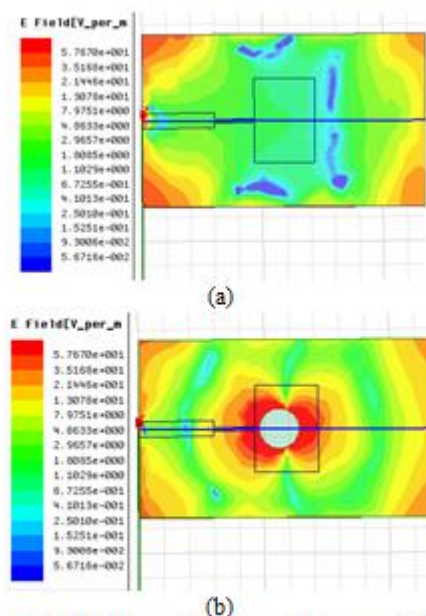 E Field[V_per_m
5.7670e+001
3.5168e+001
2.1446e+001
1.3078e+001
7.9751e+000
4.8633e+000
2.9657e+000
1.8085e+000
1.1029e+000
6.7255e-001
4.1013e-001
2.5010e-001
1.5251e-001
9.3006e-002
5.6716e-002
(a)
E Field[V_per_m
5.7670e+001
3.5168e+001
2.1446e+001
1.3078e+001
7.9751e+000
4.8633e+000
2.9657e+000
1.8085e+000
1.1029e+000
6.7255e-001
4.1013e-001
2.5010e-001
1.5251e-001
9.3006e-002
5.6716e-002
(b)